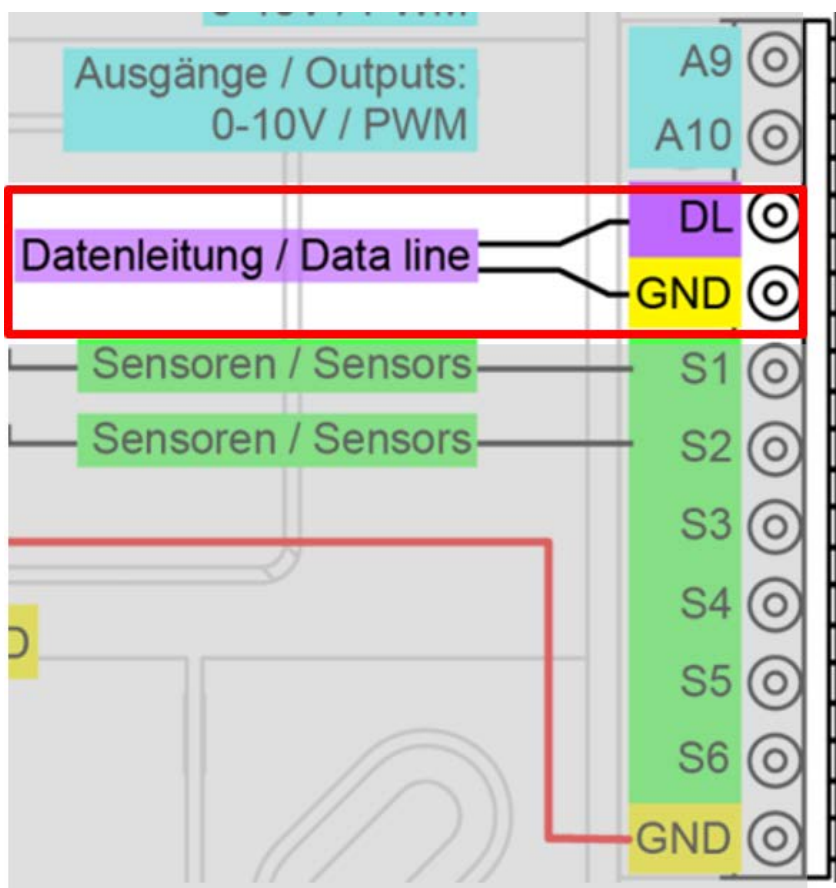 Ausgänge / Outputs:
0-10V / PWM
A9
A10
Datenleitung / Data line
DL
GND
Sensoren / Sensors
S1
Sensoren / Sensors
S2
S3
S4
S5
S6
GND